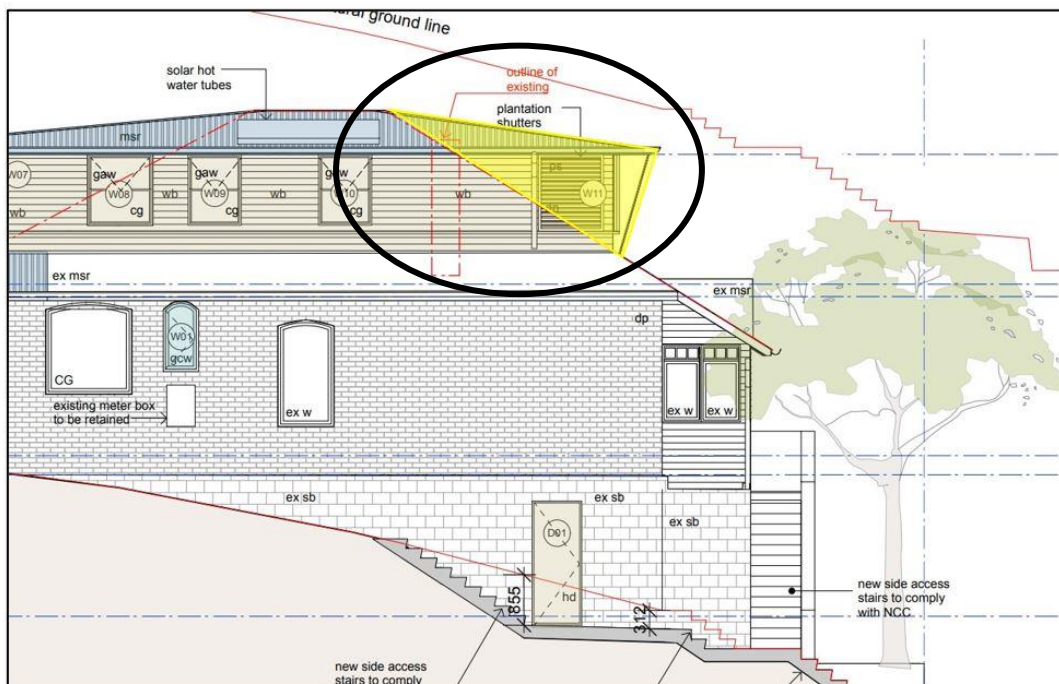 ural ground line
solar hot
water tubes
outline of
existing
plantation
shutters
msr
ps
W07
gaw
W08
cg
wb
gaw
W09
cg
wb
gaw
W10
cg
wb
W11
wb
ex msr
ex msr
dp
W01
gcw
CG
existing meter box
to be retained
ex w
ex w
ex w
ex sb
ex sb
ex sb
D01
hd
855
312
new side access
stairs to comply
with NCC
new side access
stairs to comply